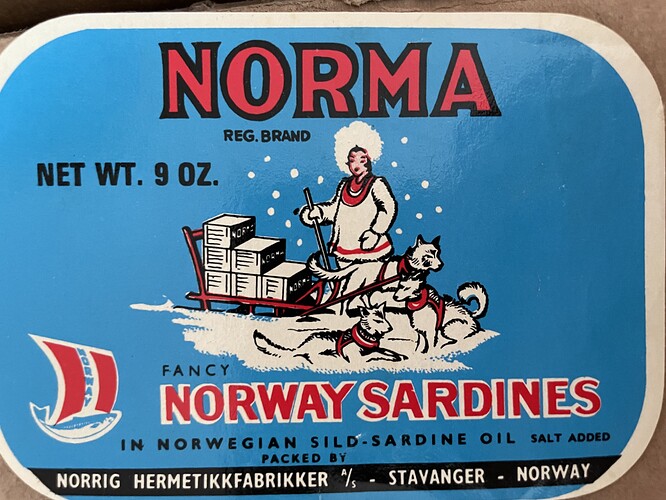 NORMA
REG. BRAND
NET WT. 9 OZ.
NORWAY
FANCY
NORWAY SARDINES
IN NORWEGIAN SILD-SARDINE OIL SALT ADDED
PACKED BY
NORRIG HERMETIKKFABRIKKER A/S - STAVANGER - NORWAY